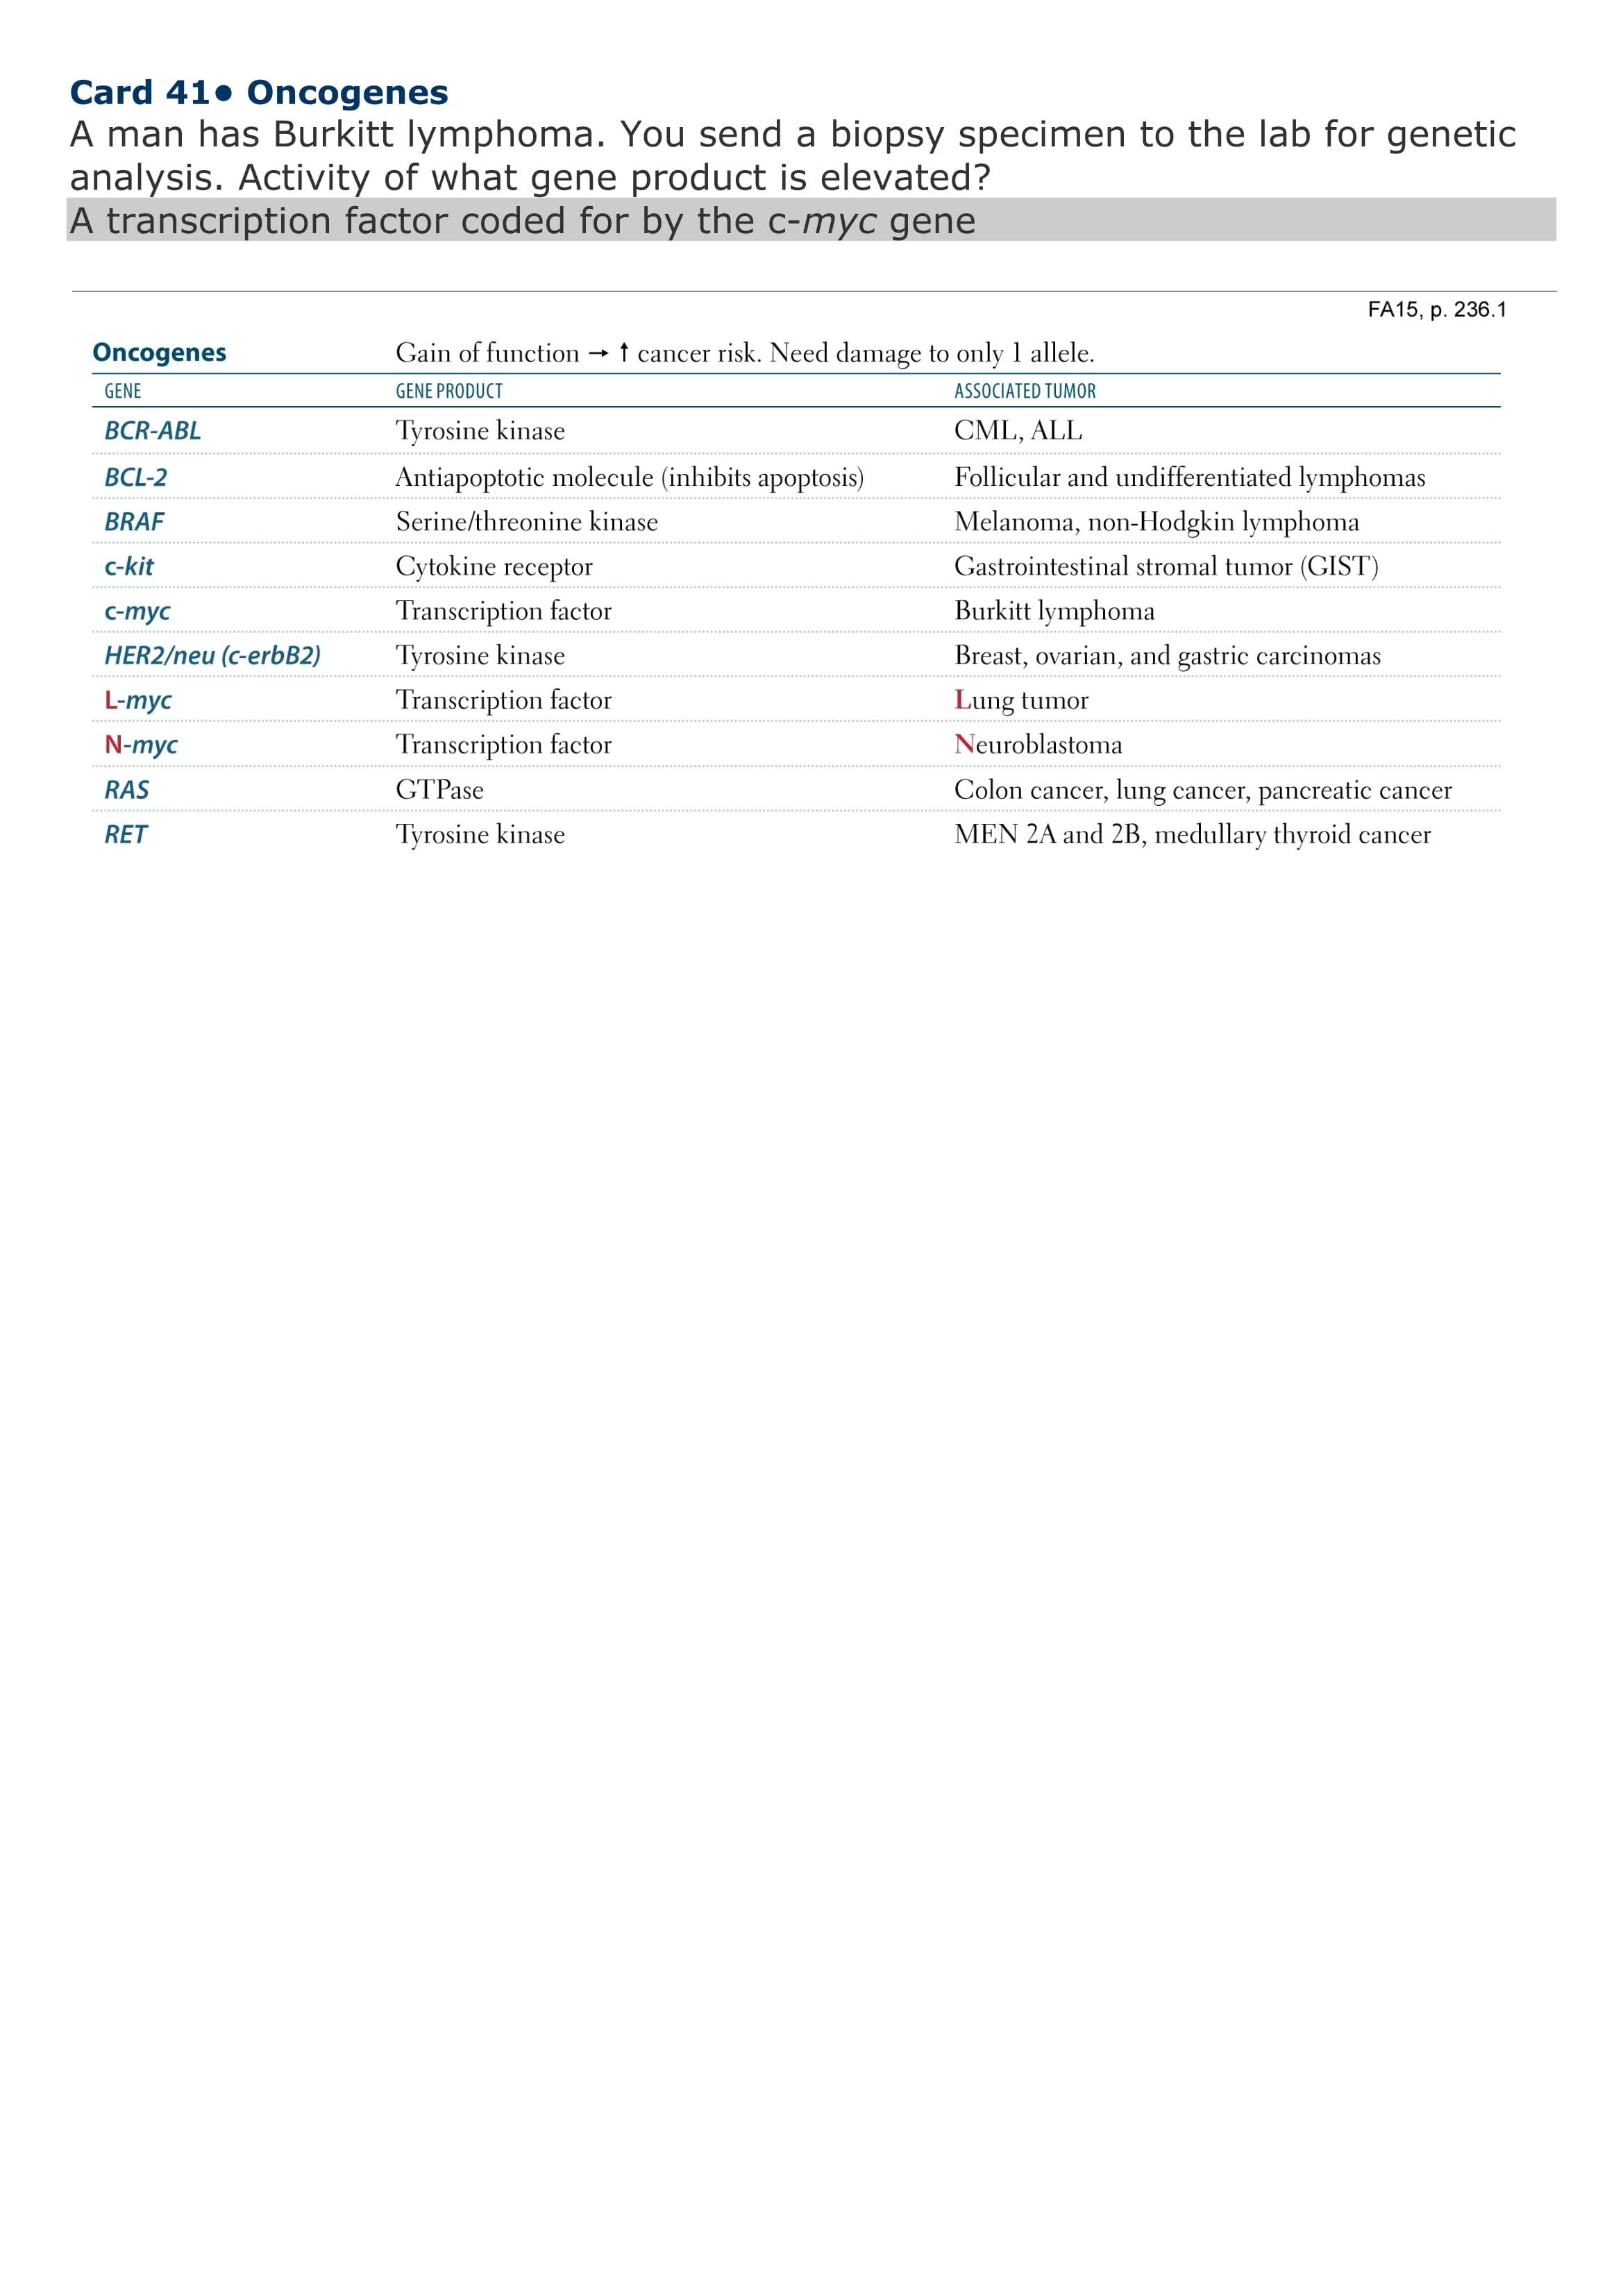 Card 41● Oncogenes
A man has Burkitt lymphoma. You send a biopsy specimen to the lab for genetic
analysis. Activity of what gene product is elevated?
A transcription factor coded for by the c-myc gene
FA15, p. 236.1
Oncogenes Gain of function → ↑ cancer risk. Need damage to only 1 allele.
GENE GENE PRODUCT ASSOCIATED TUMOR
BCR-ABL Tyrosine kinase CML, ALL
BCL-2 Antiapoptotic molecule (inhibits apoptosis) Follicular and undifferentiated lymphomas
BRAF Serine/threonine kinase Melanoma, non-Hodgkin lymphoma
c-kit Cytokine receptor Gastrointestinal stromal tumor (GIST)
c-myc Transcription factor Burkitt lymphoma
HER2/neu (c-erbB2) Tyrosine kinase Breast, ovarian, and gastric carcinomas
L-myc Transcription factor Lung tumor
N-myc Transcription factor Neuroblastoma
RAS GTPase Colon cancer, lung cancer, pancreatic cancer
RET Tyrosine kinase MEN 2A and 2B, medullary thyroid cancer